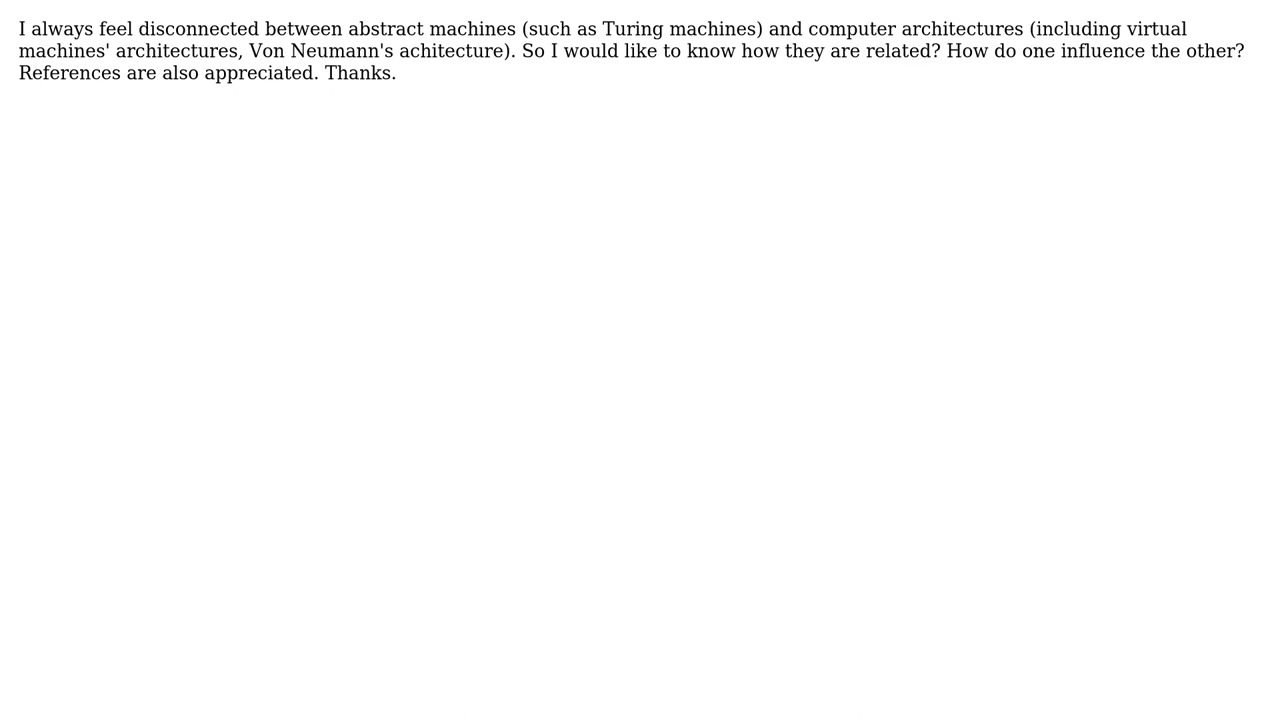 I always feel disconnected between abstract machines (such as Turing machines) and computer architectures (including virtual
machines' architectures, Von Neumann's achitecture). So I would like to know how they are related? How do one influence the other?
References are also appreciated. Thanks.